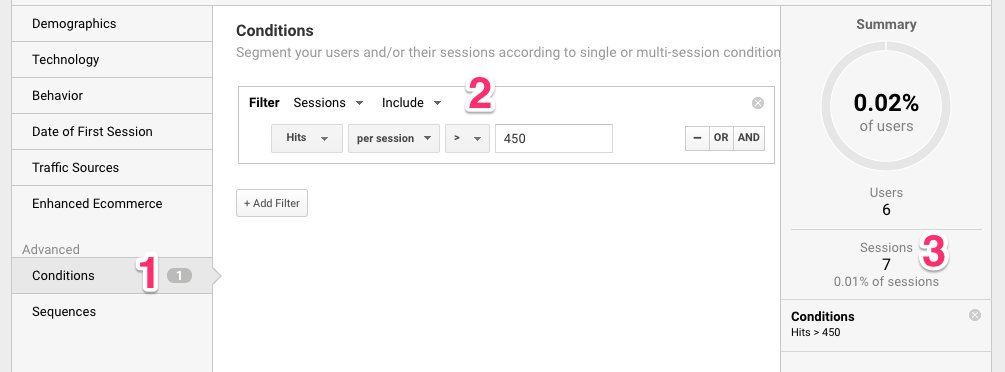 Demographics
Technology
Behavior
Date of First Session
Traffic Sources
Enhanced Ecommerce
Advanced
Conditions 1 1
Sequences
Conditions
Segment your users and/or their sessions according to single or multi-session condition
Filter Sessions Include 2
Hits per session > 450 – OR AND
+ Add Filter
Summary
0.02%
of users
Users
6
Sessions 3
7
0.01% of sessions
Conditions
Hits > 450